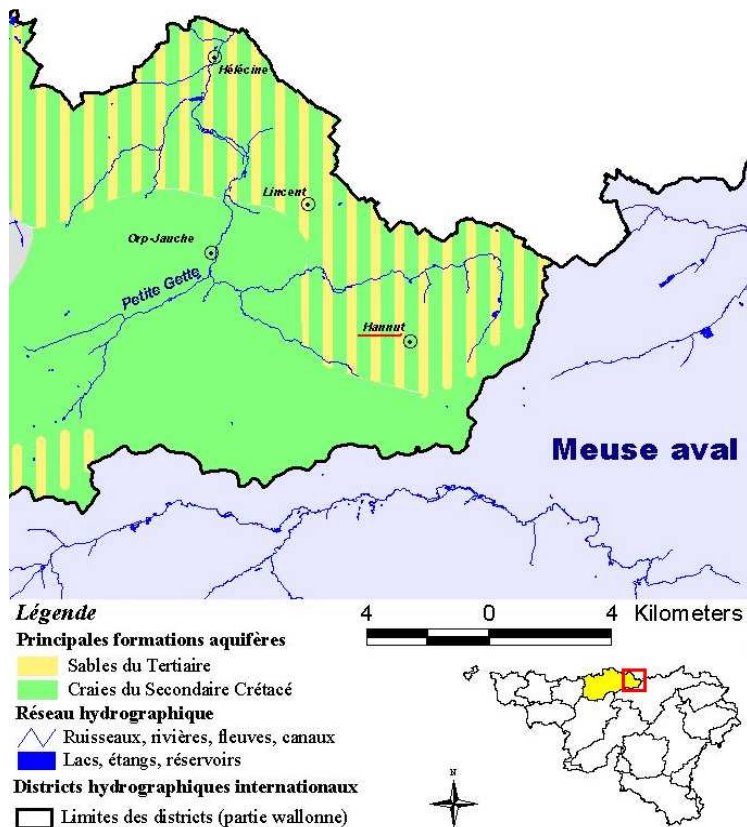 Hélécine
Lincent
Orp-Jauche
Petite Gette
Hannut
Meuse aval
Légende
4 0 4 Kilometers
Principales formations aquifères
Sables du Tertiaire
Craies du Secondaire Crétacé
Réseau hydrographique
Ruisseaux, rivières, fleuves, canaux
Lacs, étangs, réservoirs
Districts hydrographiques internationaux
N
Limites des districts (partie wallonne)